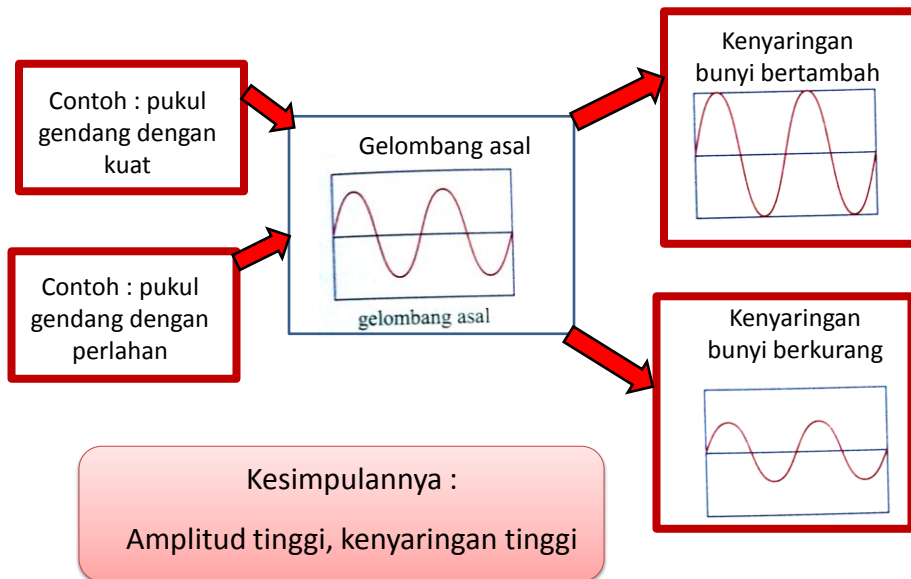 Contoh : pukul
gendang dengan
kuat
Contoh : pukul
gendang dengan
perlahan
Gelombang asal
gelombang asal
Kenyaringan
bunyi bertambah
Kenyaringan
bunyi berkurang
Kesimpulannya :
Amplitud tinggi, kenyaringan tinggi